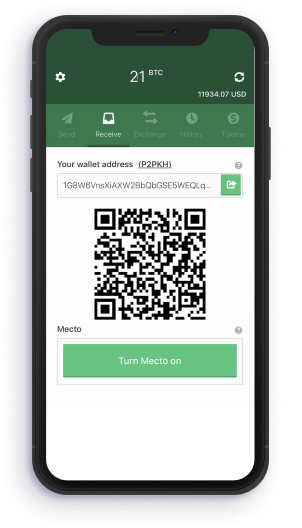 21 BTC
11934.07 USD
Send Receive Exchange History Tokens
Your wallet address (P2PKH)
1G8W6VnsXiAXW2BbQbGSE5WEQLq...
Mecto
Turn Mecto on